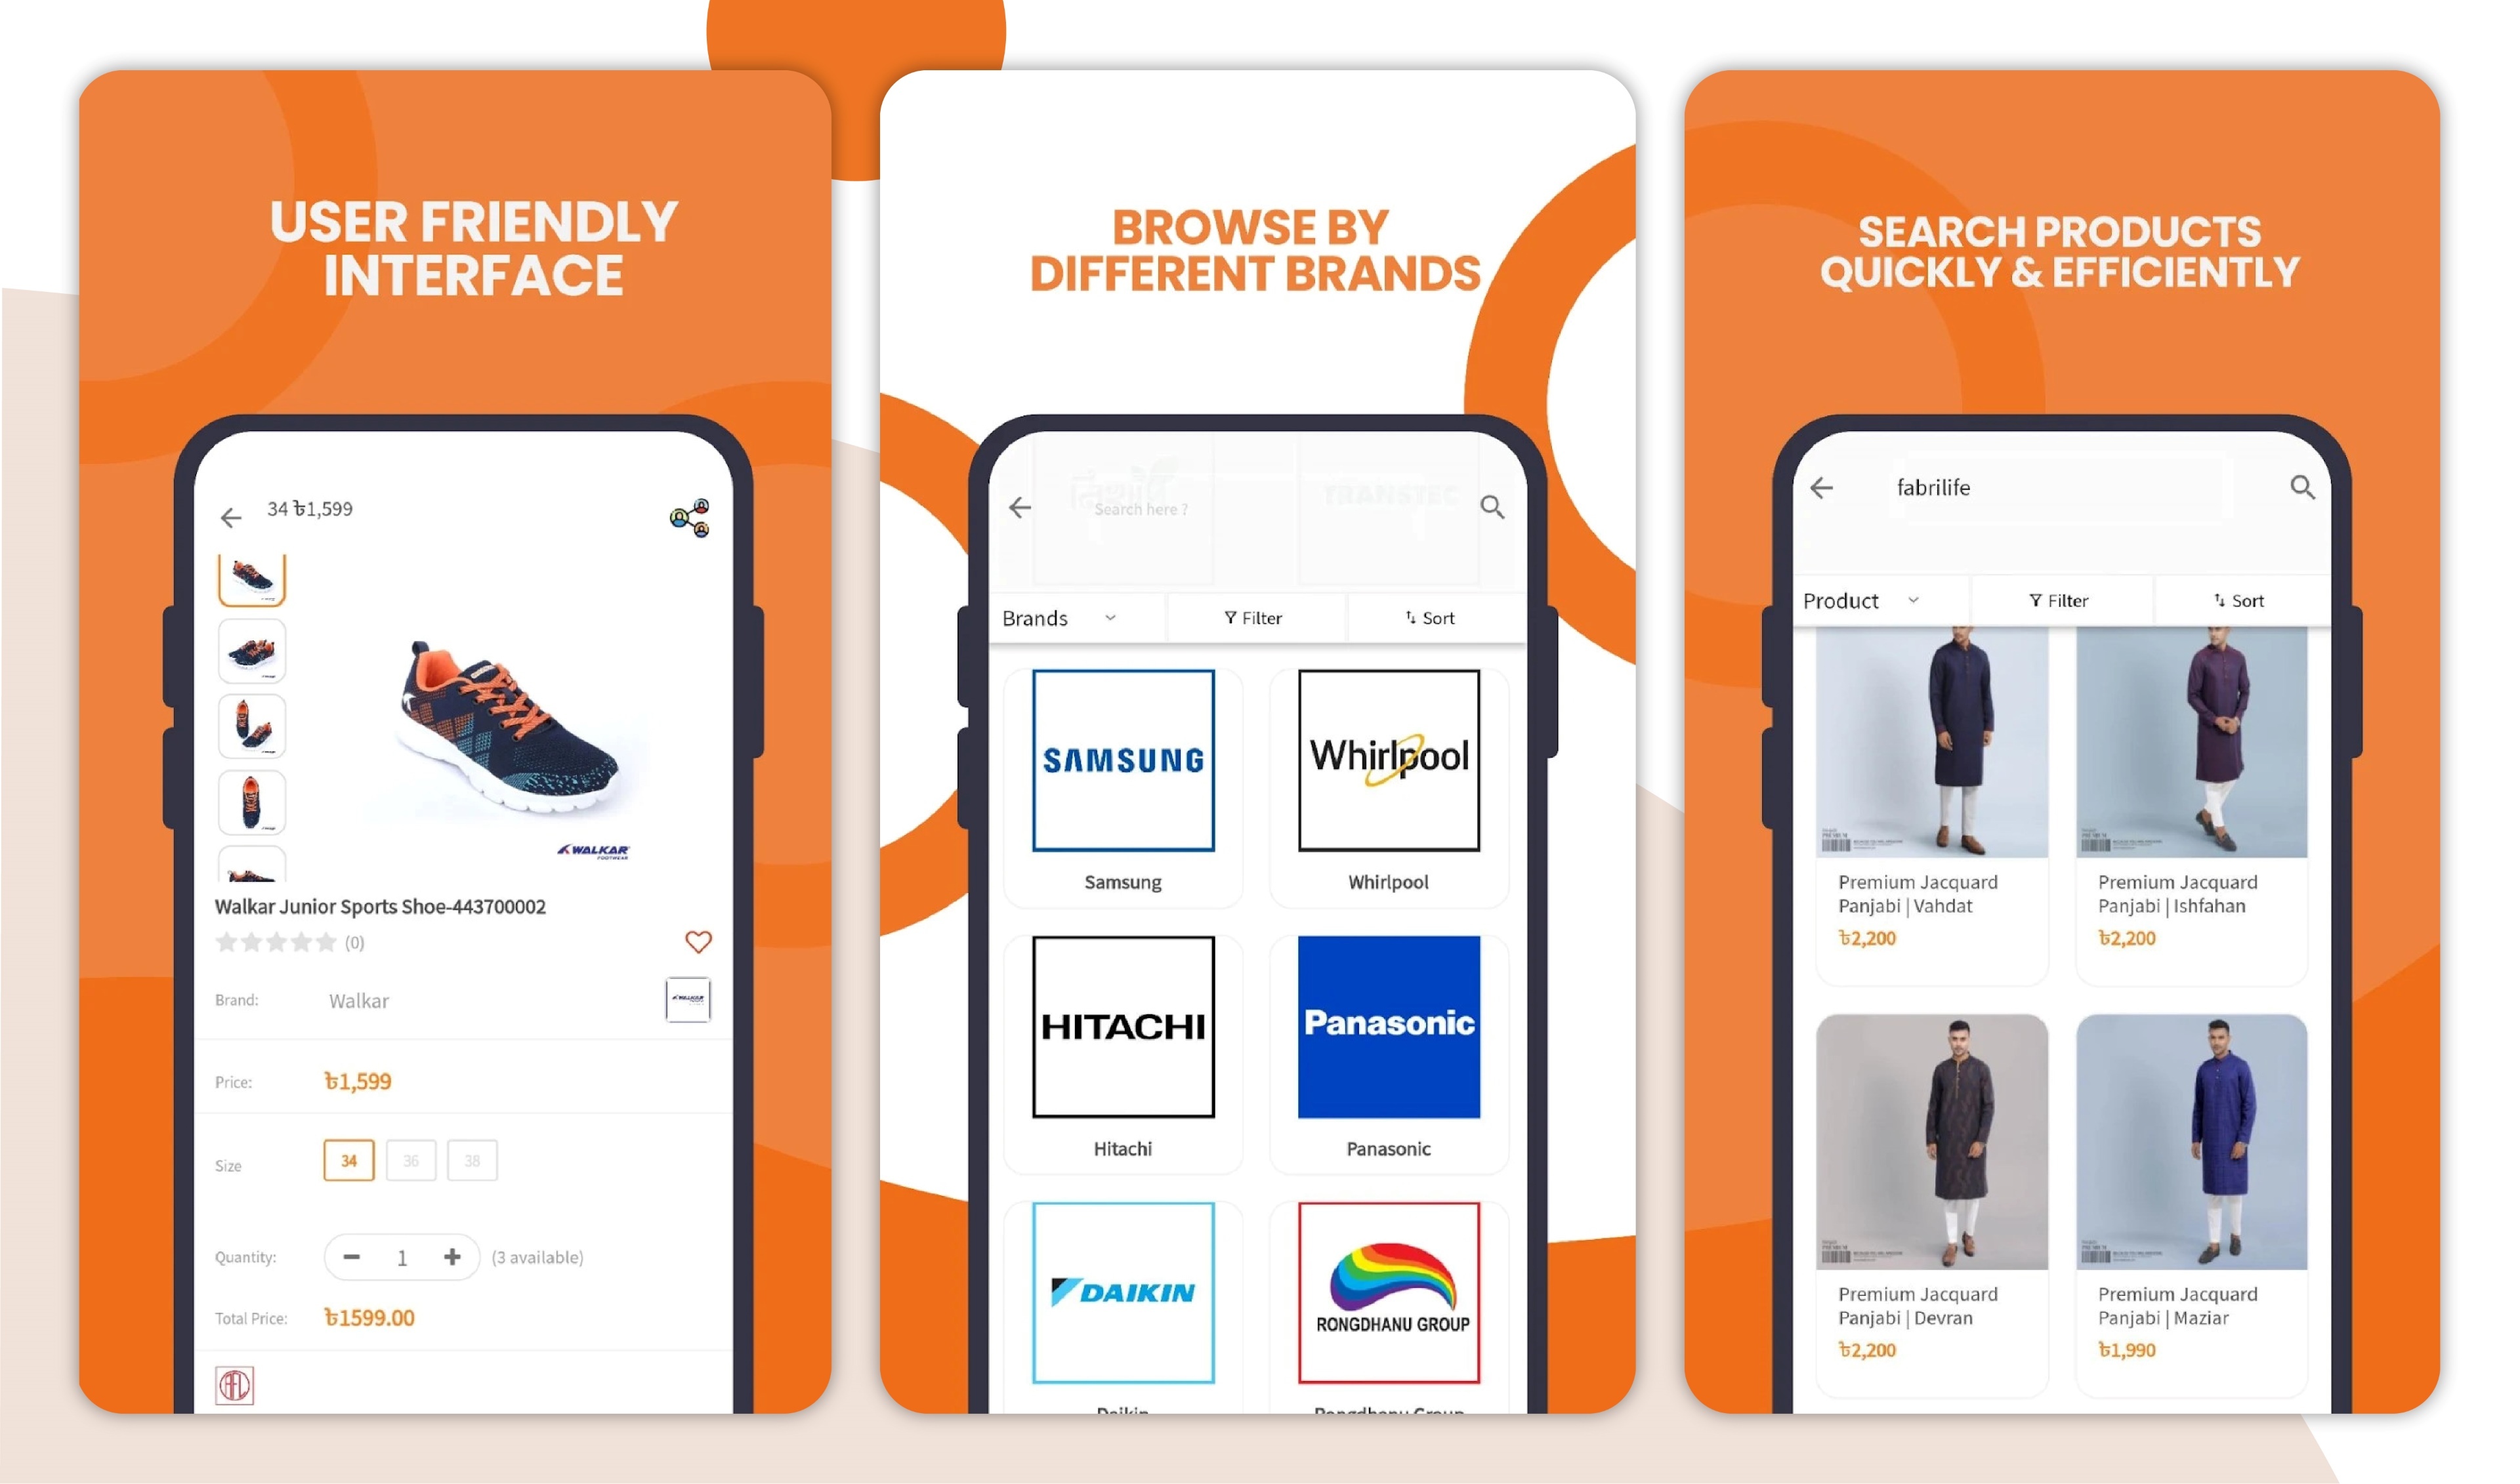 USER FRIENDLY
INTERFACE
34 ৳1,599
WALKAR
FOOTWEAR
Walkar Junior Sports Shoe-443700002
(0)
Brand:
Walkar
WALKAR
Price:
৳1,599
Size
34
36
38
Quantity:
1
(3 available)
Total Price:
৳1599.00
AFL
BROWSE BY
DIFFERENT BRANDS
TRANSTEC
Search here ?
Brands
Filter
Sort
SAMSUNG
Samsung
Whirlpool
Whirlpool
HITACHI
Hitachi
Panasonic
Panasonic
DAIKIN
Daikin
RONGDHANU GROUP
Rongdhanu Group
SEARCH PRODUCTS
QUICKLY & EFFICIENTLY
fabrilife
Product
Filter
Sort
Premium Jacquard
Panjabi | Vahdat
৳2,200
Premium Jacquard
Panjabi | Ishfahan
৳2,200
Premium Jacquard
Panjabi | Devran
৳2,200
Premium Jacquard
Panjabi | Maziar
৳1,990